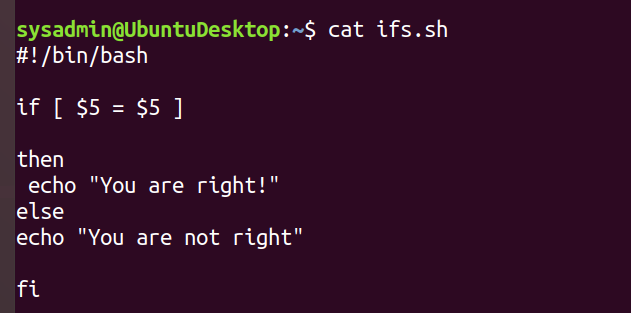 sysadmin@UbuntuDesktop:~$ cat ifs.sh
#!/bin/bash
if [ $5 = $5 ]
then
echo "You are right!"
else
echo "You are not right"
fi